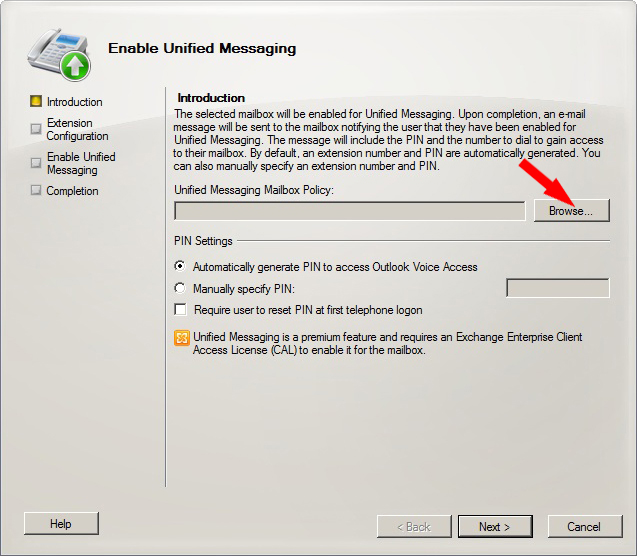 Enable Unified Messaging
Introduction
Extension
Configuration
Enable Unified
Messaging
Completion
Introduction
The selected mailbox will be enabled for Unified Messaging. Upon completion, an e-mail
message will be sent to the mailbox notifying the user that they have been enabled for
Unified Messaging. The message will include the PIN and the number to dial to gain access
to their mailbox. By default, an extension number and PIN are automatically generated. You
can also manually specify an extension number and PIN.
Unified Messaging Mailbox Policy:
Browse...
PIN Settings
Automatically generate PIN to access Outlook Voice Access
Manually specify PIN:
Require user to reset PIN at first telephone logon
Unified Messaging is a premium feature and requires an Exchange Enterprise Client
Access License (CAL) to enable it for the mailbox.
Help
< Back
Next >
Cancel